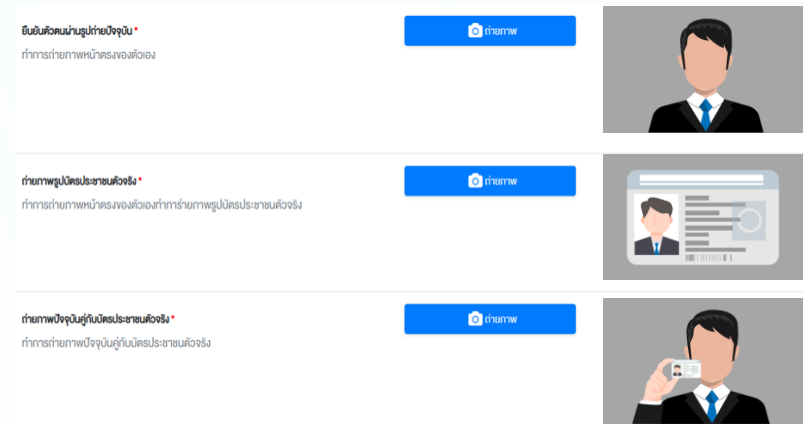 ยืนยันตัวตนผ่านรูปถ่ายปัจจุบัน *
ถ่ายภาพ
ทำการถ่ายภาพหน้าตรงของตัวเอง
ถ่ายภาพรูปบัตรประชาชนตัวจริง *
ถ่ายภาพ
ทำการถ่ายภาพหน้าตรงของตัวเองทำการถ่ายภาพรูปบัตรประชาชนตัวจริง
ถ่ายภาพปัจจุบันคู่กับบัตรประชาชนตัวจริง *
ถ่ายภาพ
ทำการถ่ายภาพปัจจุบันคู่กับบัตรประชาชนตัวจริง